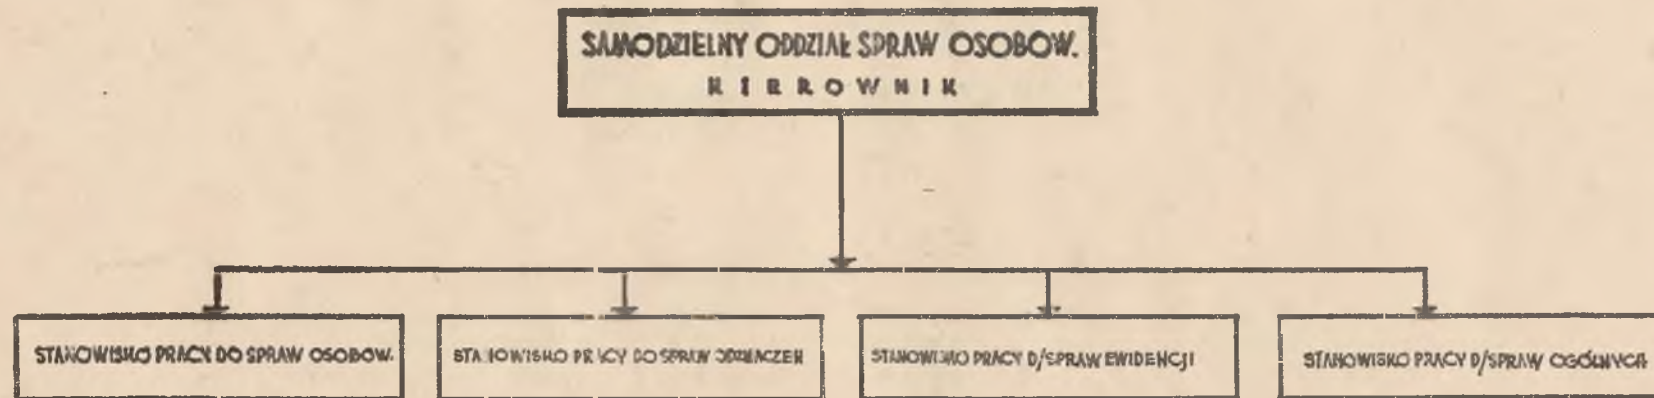 SAMODZIELNY ODDZIAŁ SPRAW OSOBOW.
KIEROWNIK
STANOWISKO PRACY DO SPRAW OSOBOW.
STANOWISKO PRACY DO SPRAW ODZNACZEŃ
STANOWISKO PRACY D/SPRAW EWIDENCJI
STANOWISKO PRACY D/SPRAW OGÓLNYCH